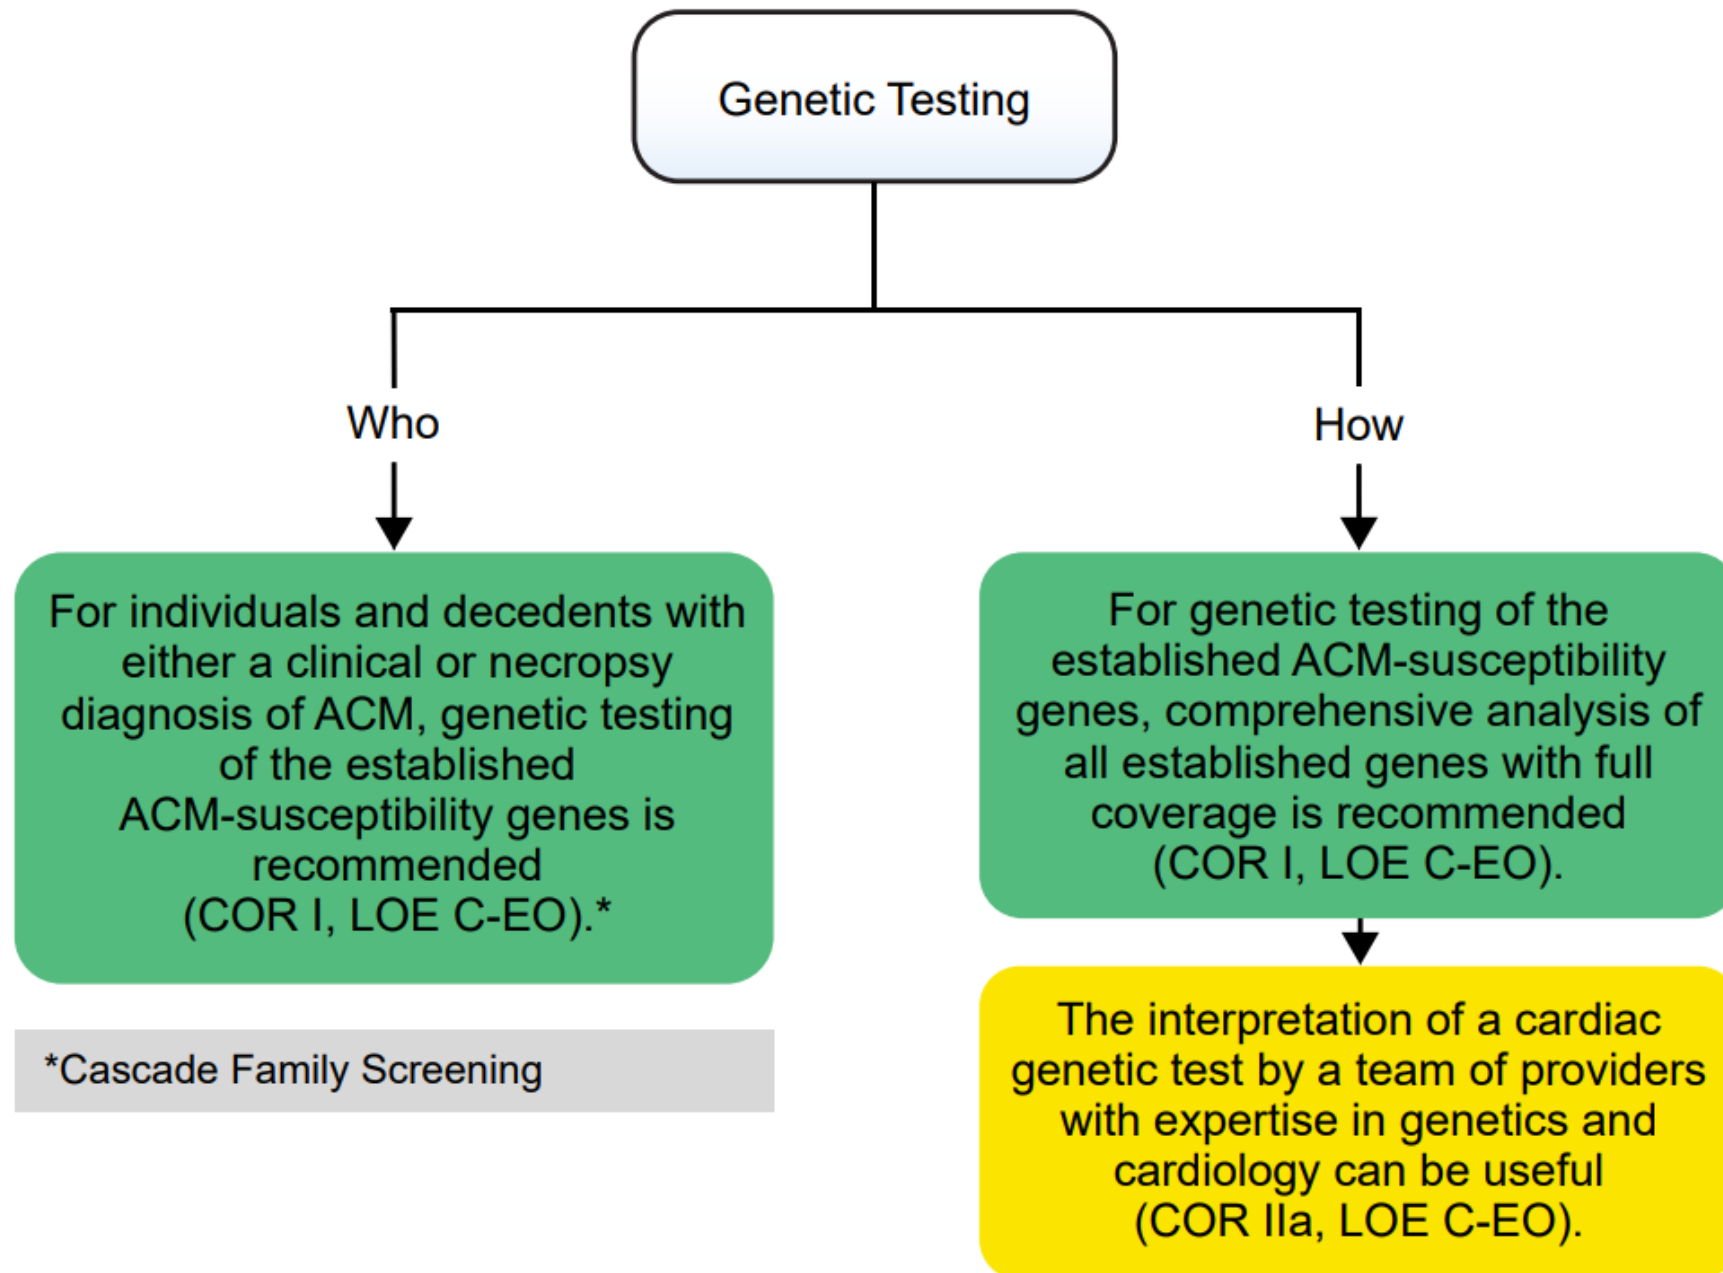 Genetic Testing
Who
How
For individuals and decedents with
either a clinical or necropsy
diagnosis of ACM, genetic testing
of the established
ACM-susceptibility genes is
recommended
(COR I, LOE C-EO).*
*Cascade Family Screening
For genetic testing of the
established ACM-susceptibility
genes, comprehensive analysis of
all established genes with full
coverage is recommended
(COR I, LOE C-EO).
The interpretation of a cardiac
genetic test by a team of providers
with expertise in genetics and
cardiology can be useful
(COR IIa, LOE C-EO).